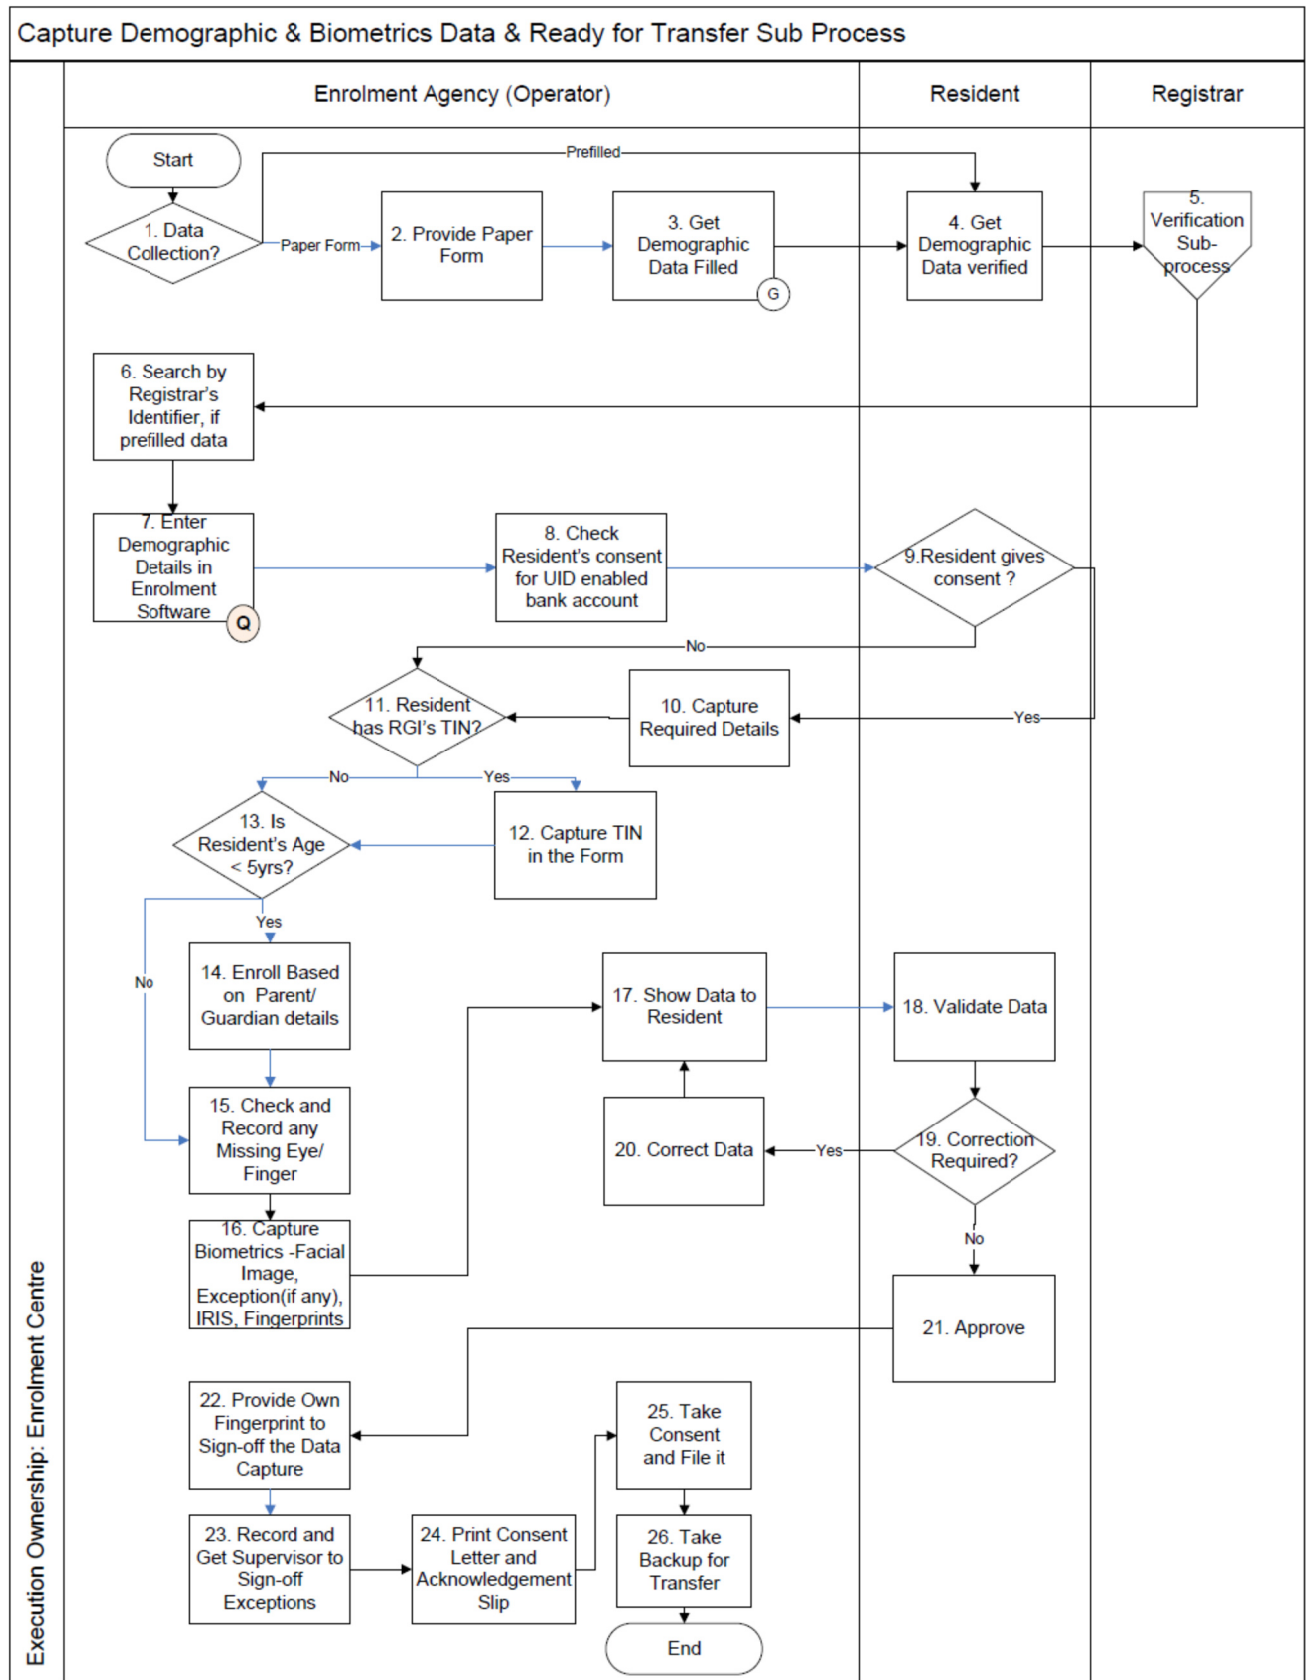 Capture Demographic & Biometrics Data & Ready for Transfer Sub Process
Enrolment Agency (Operator)
Resident
Registrar
Start
Prefilled
1. Data
Collection?
Paper Form
2. Provide Paper
Form
3. Get
Demographic
Data Filled
G
4. Get
Demographic
Data verified
5.
Verification
Sub-
process
6. Search by
Registrar's
Identifier, if
prefilled data
7. Enter
Demographic
Details in
Enrolment
Software
Q
8. Check
Resident's consent
for UID enabled
bank account
9.Resident gives
consent ?
No
Yes
10. Capture
Required Details
11. Resident
has RGI's TIN?
No
Yes
12. Capture TIN
in the Form
13. Is
Resident's Age
< 5yrs?
Yes
No
14. Enroll Based
on Parent/
Guardian details
15. Check and
Record any
Missing Eye/
Finger
16. Capture
Biometrics -Facial
Image,
Exception(if any),
IRIS, Fingerprints
17. Show Data to
Resident
18. Validate Data
19. Correction
Required?
Yes
20. Correct Data
No
21. Approve
22. Provide Own
Fingerprint to
Sign-off the Data
Capture
23. Record and
Get Supervisor to
Sign-off
Exceptions
24. Print Consent
Letter and
Acknowledgement
Slip
25. Take
Consent
and File it
26. Take
Backup for
Transfer
End
Execution Ownership: Enrolment Centre